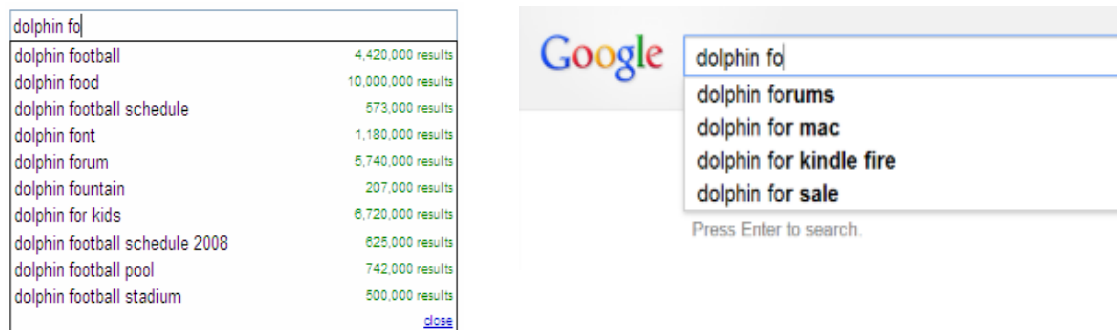 dolphin fo
dolphin football 4,420,000 results
dolphin food 10,000,000 results
dolphin football schedule 573,000 results
dolphin font 1,180,000 results
dolphin forum 5,740,000 results
dolphin fountain 207,000 results
dolphin for kids 6,720,000 results
dolphin football schedule 2008 625,000 results
dolphin football pool 742,000 results
dolphin football stadium 500,000 results
close
Google dolphin fo
dolphin forums
dolphin for mac
dolphin for kindle fire
dolphin for sale
Press Enter to search.